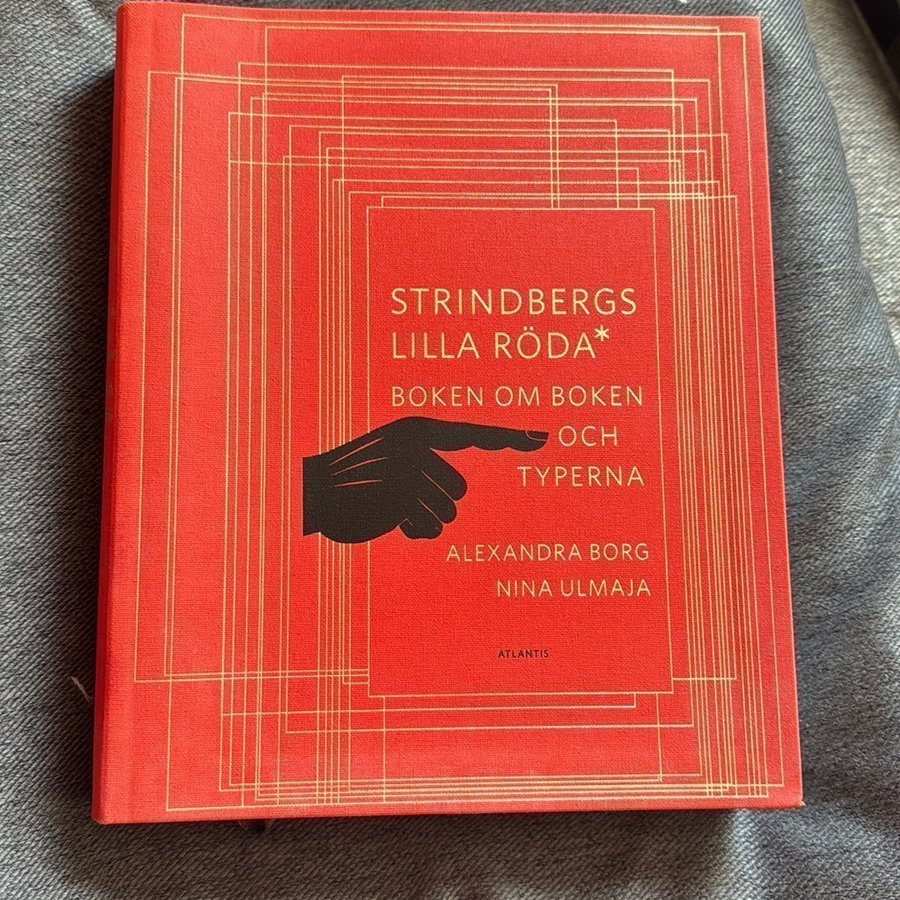 STRINDBERGS
LILLA RÖDA*
BOKEN OM BOKEN
OCH
TYPERNA
ALEXANDRA BORG
NINA ULMAJA
ATLANTIS